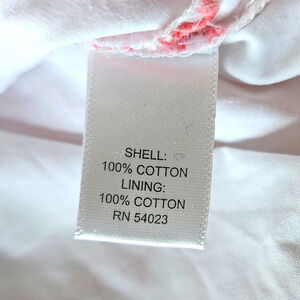 SHELL:
100% COTTON
LINING:
100% COTTON
RN 54023